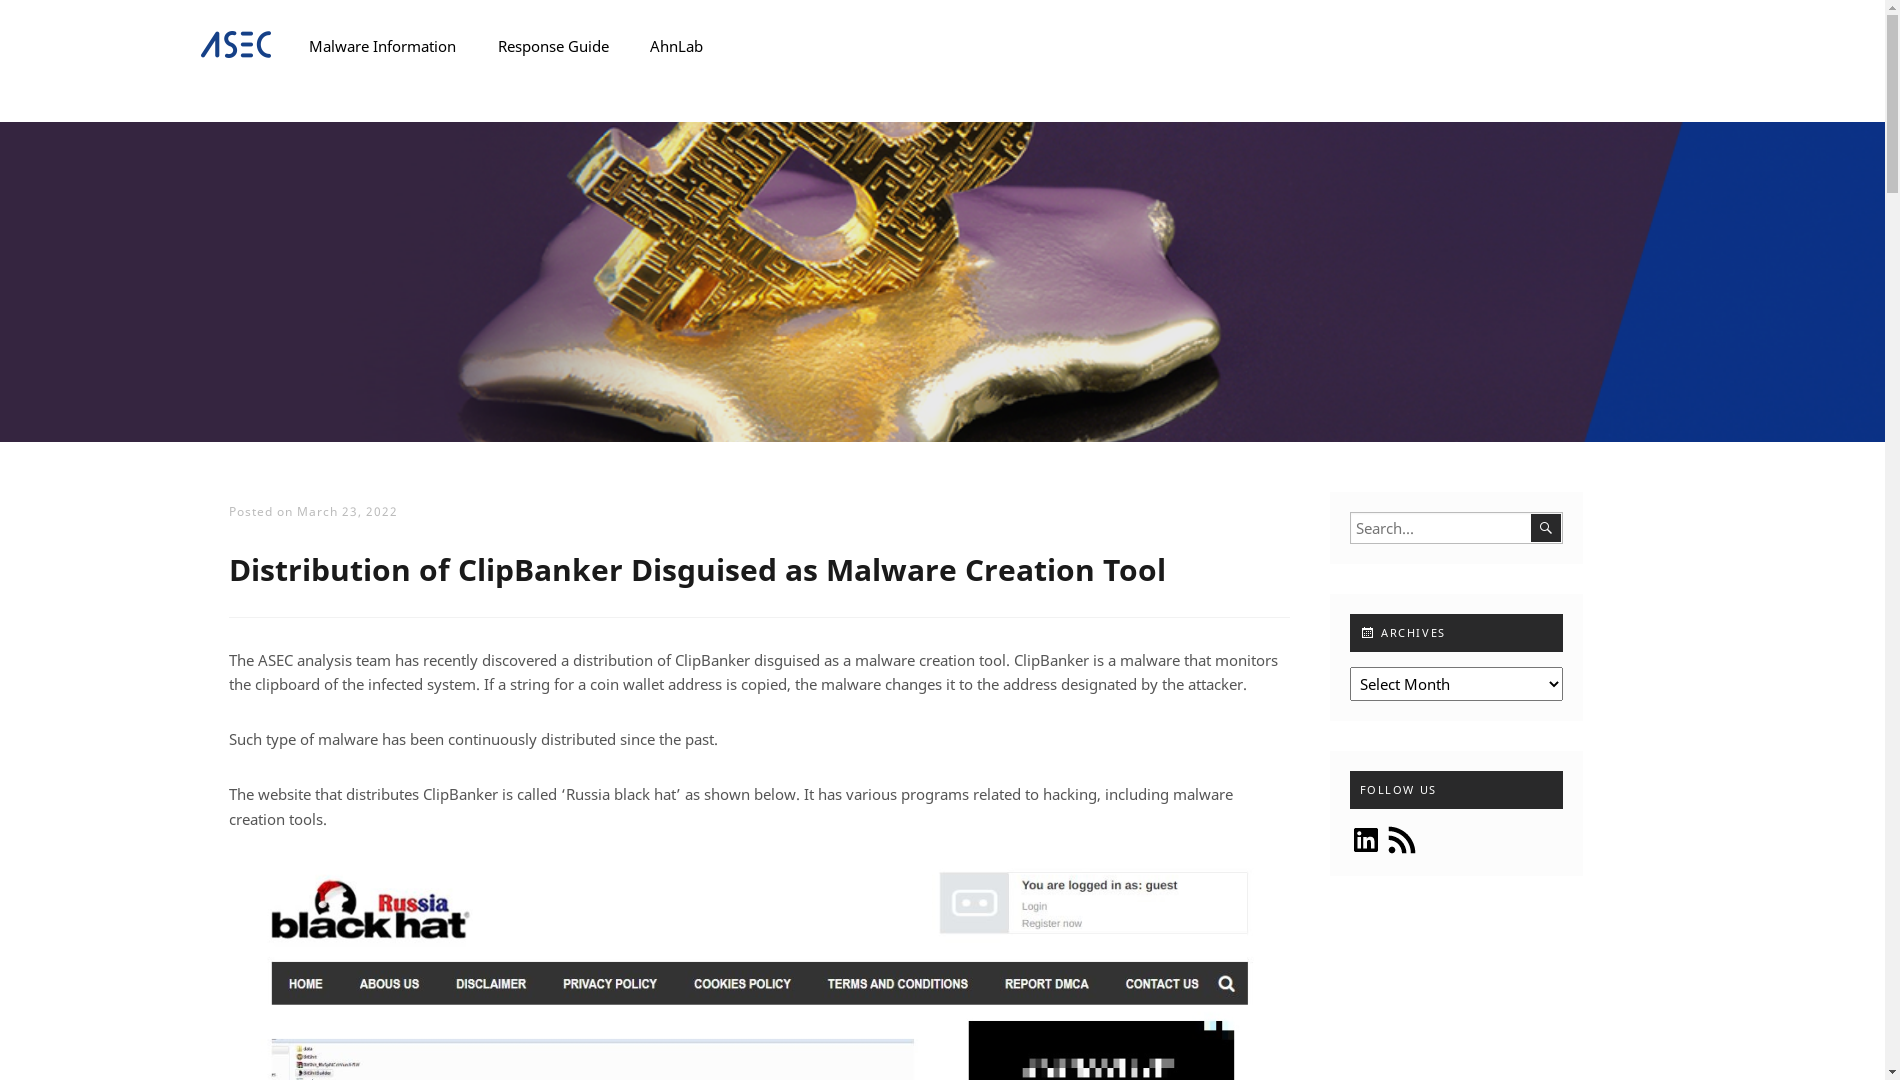 ASEC Malware Information Response Guide AhnLab
Posted on March 23, 2022
Search...
Distribution of ClipBanker Disguised as Malware Creation Tool
ARCHIVES
Select Month
FOLLOW US
The ASEC analysis team has recently discovered a distribution of ClipBanker disguised as a malware creation tool. ClipBanker is a malware that monitors
the clipboard of the infected system. If a string for a coin wallet address is copied, the malware changes it to the address designated by the attacker.
Such type of malware has been continuously distributed since the past.
The website that distributes ClipBanker is called ‘Russia black hat’ as shown below. It has various programs related to hacking, including malware
creation tools.
Russia
black hat®
You are logged in as: guest
Login
Register now
HOME ABOUS US DISCLAIMER PRIVACY POLICY COOKIES POLICY TERMS AND CONDITIONS REPORT DMCA CONTACT US
data